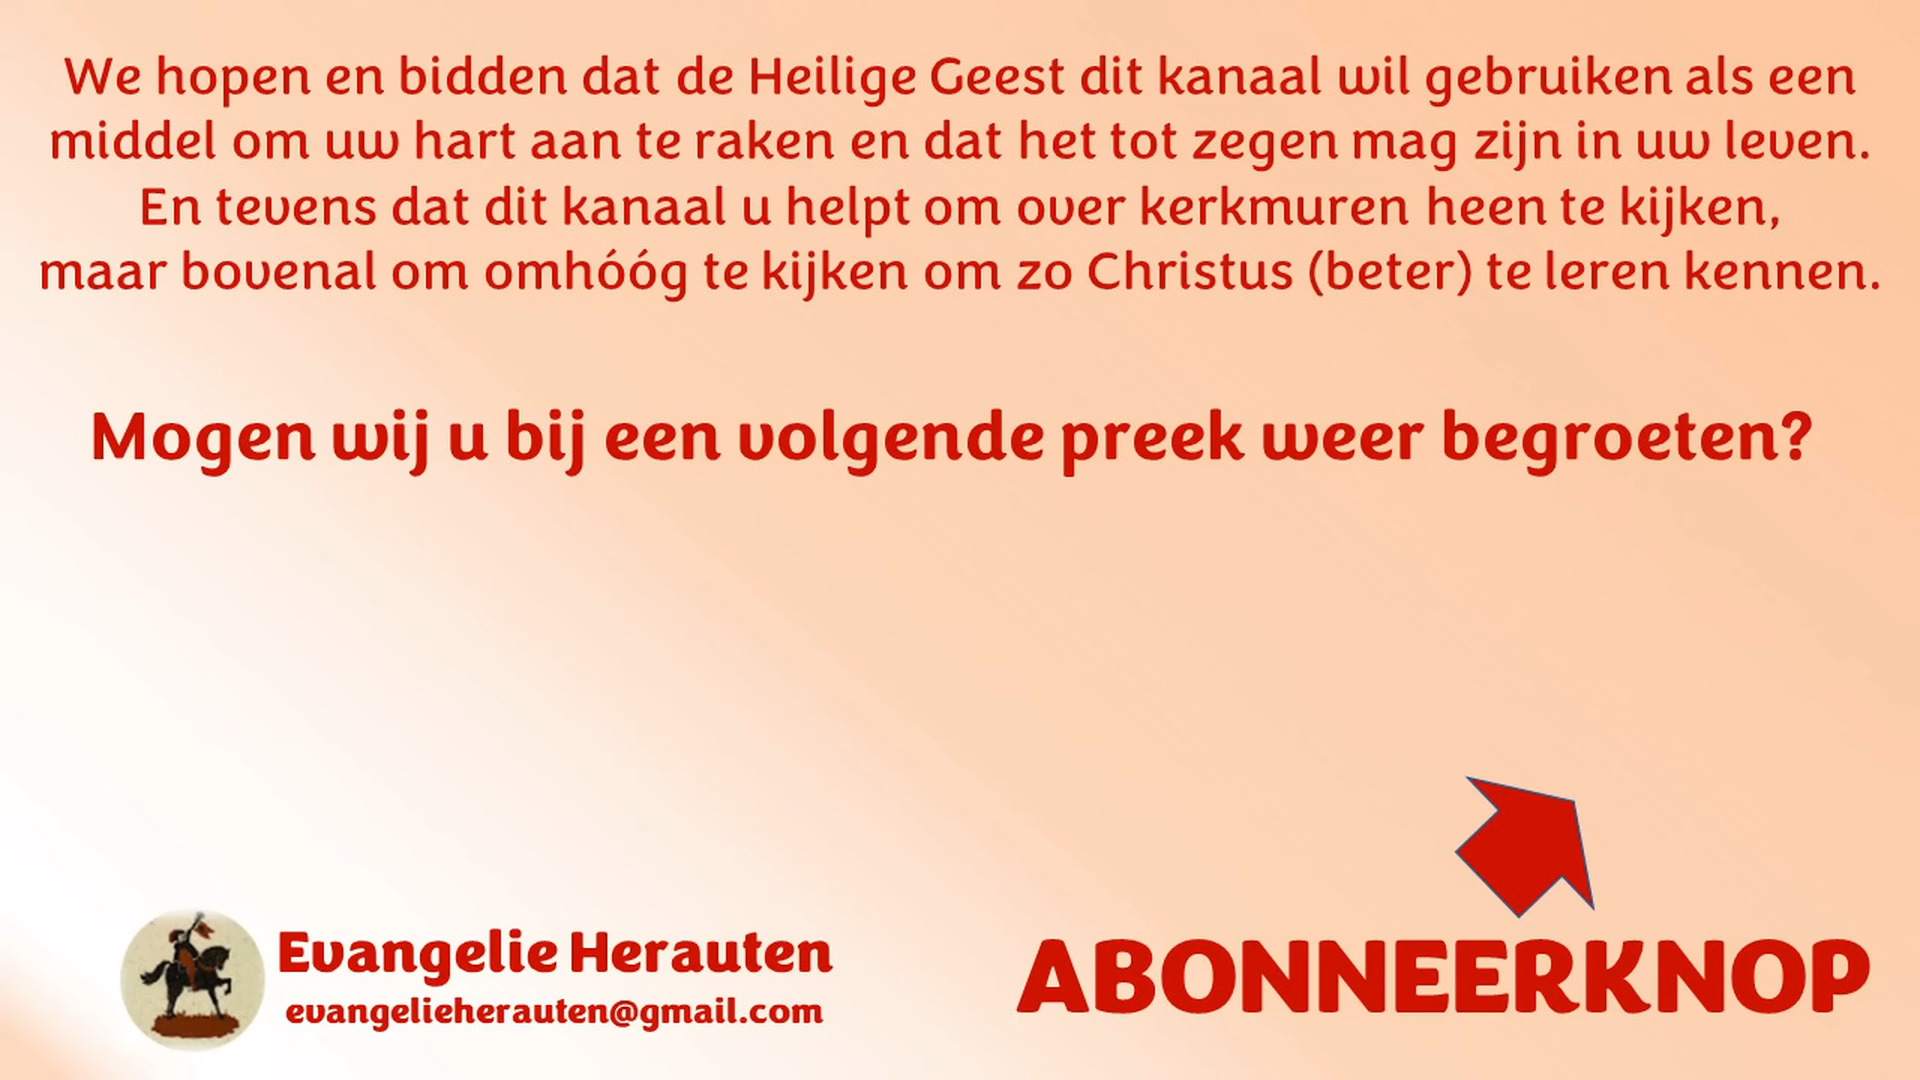 We hopen en bidden dat de Heilige Geest dit kanaal wil gebruiken als een
middel om uw hart aan te raken en dat het tot zegen mag zijn in uw leven.
En tevens dat dit kanaal u helpt om over kerkmuren heen te kijken,
maar bovenal om omhóóg te kijken om zo Christus (beter) te leren kennen.
Mogen wij u bij een volgende preek weer begroeten?
Evangelie Herauten
evangelieherauten@gmail.com
ABONNEERKNOP